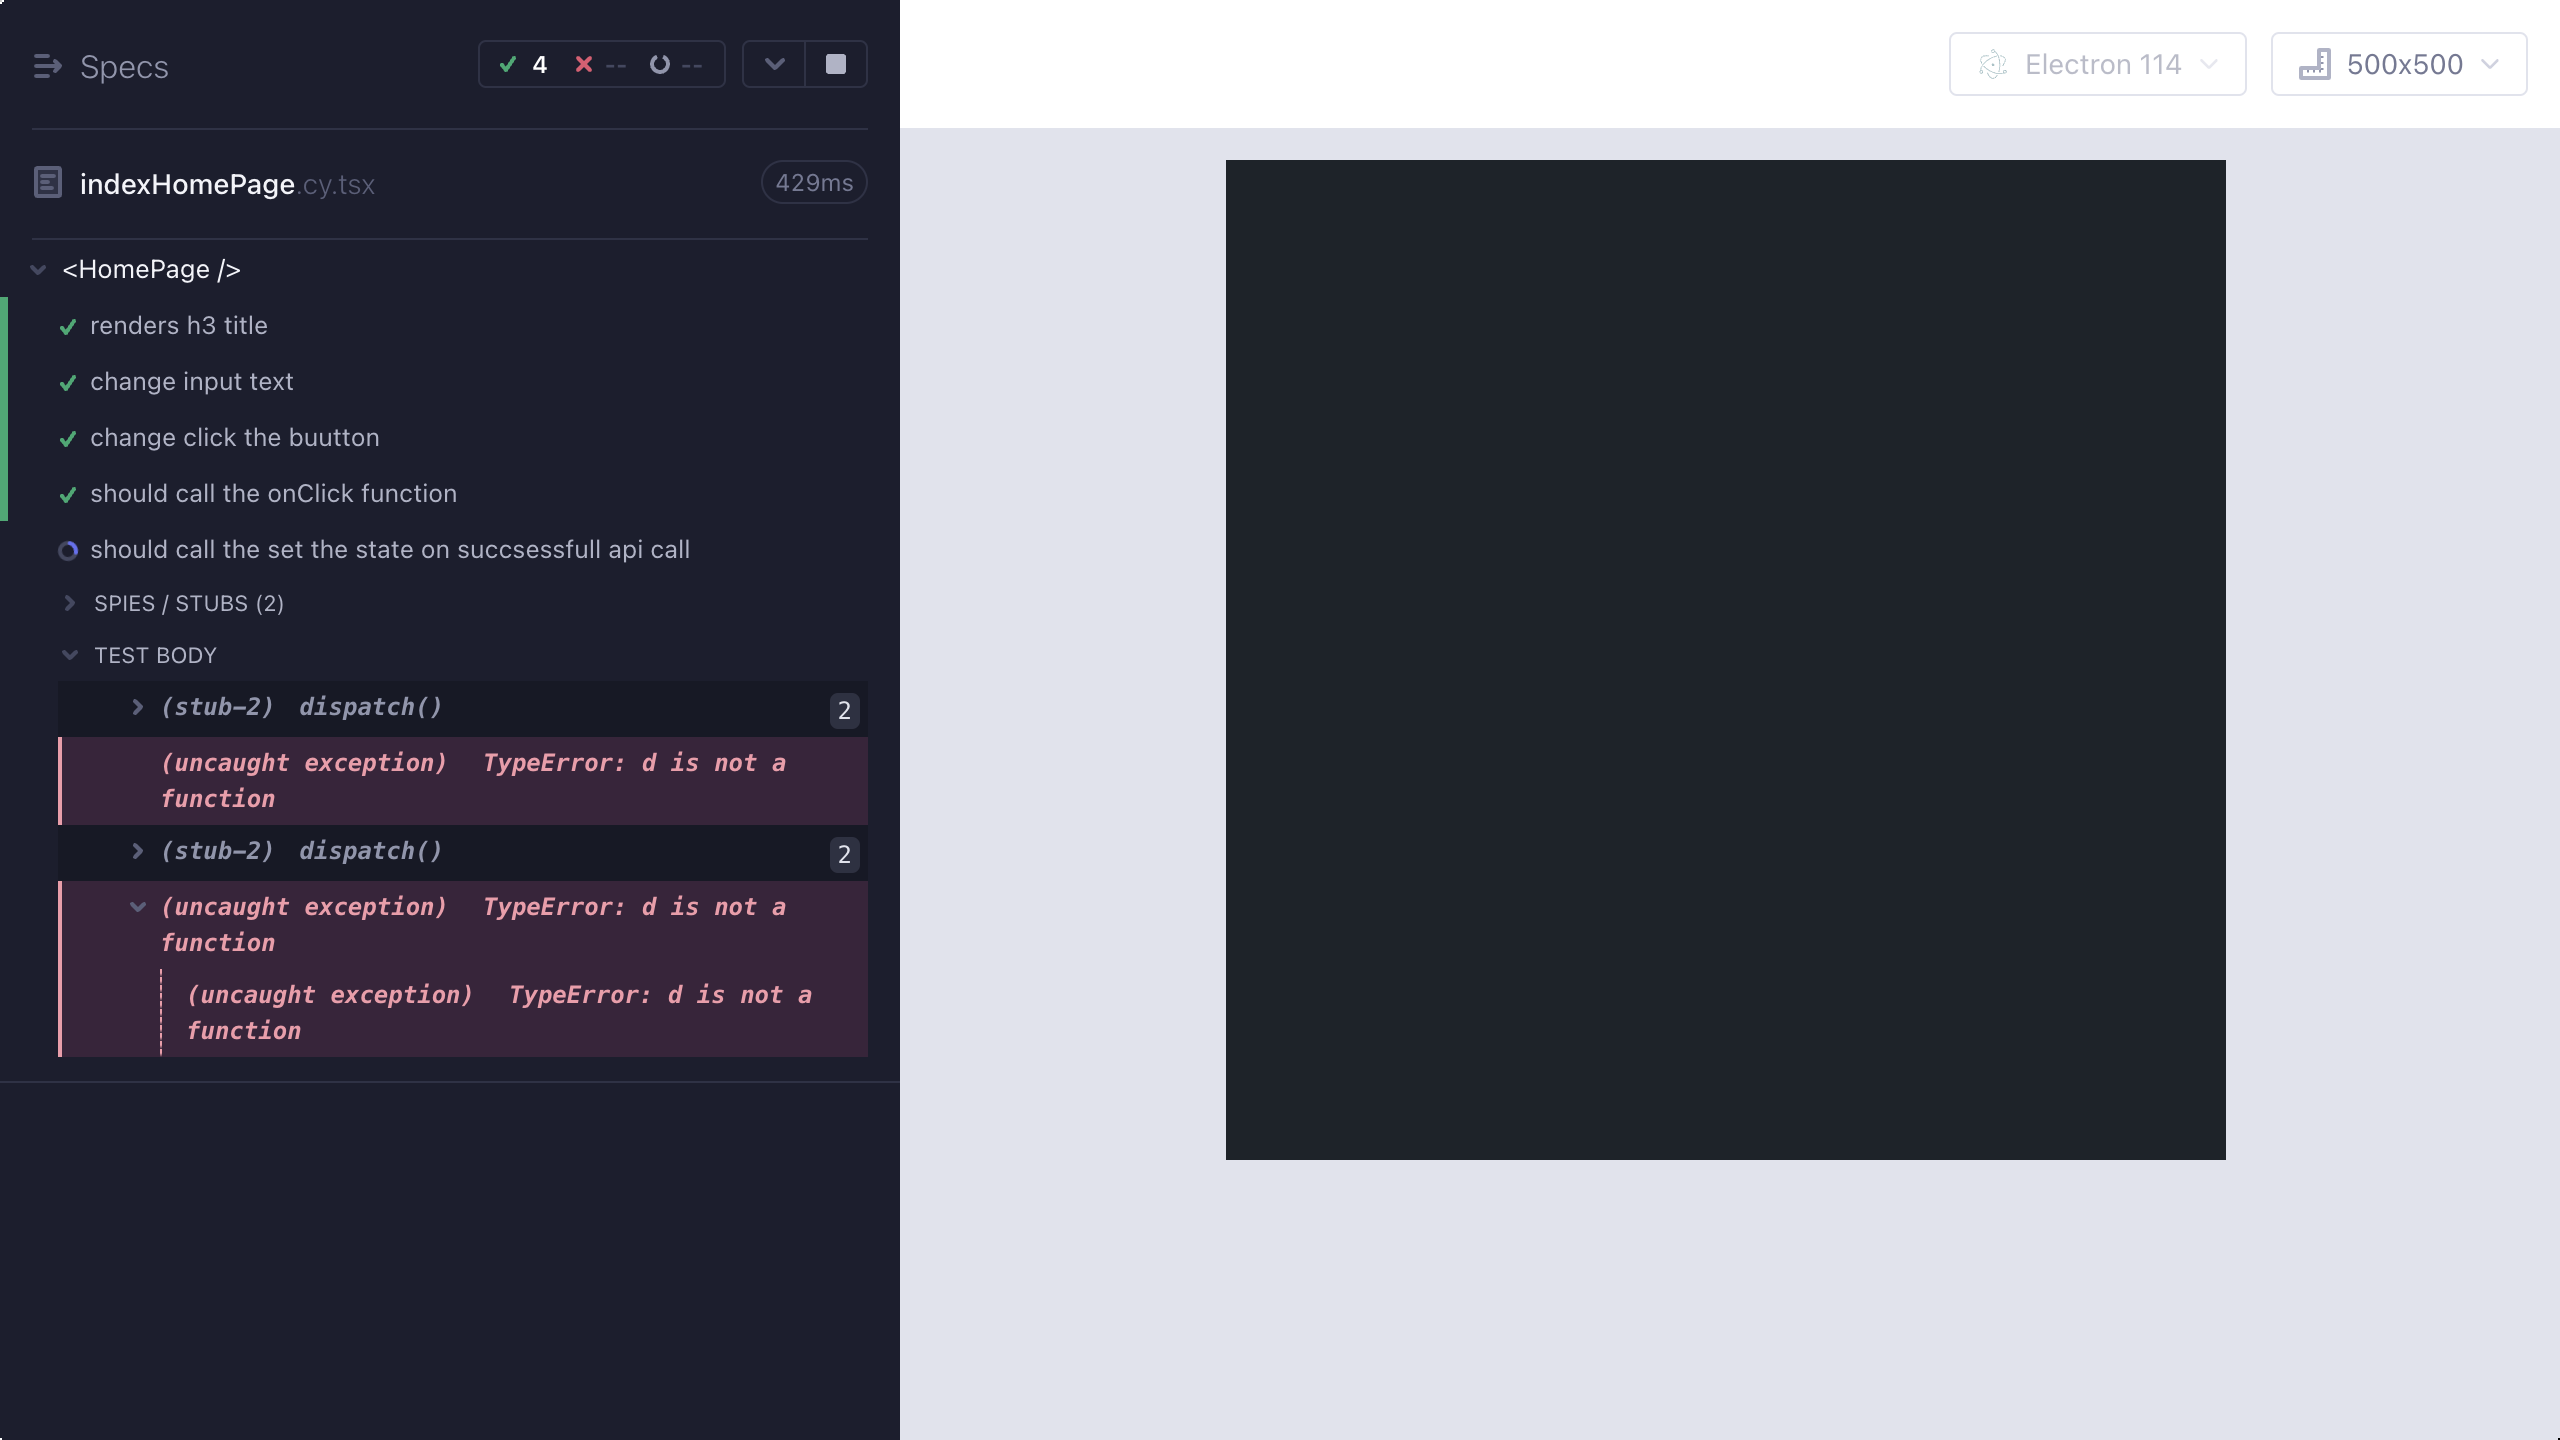 Specs
4 -- --
Electron 114
500x500
indexHomePage.cy.tsx
429ms
<HomePage />
renders h3 title
change input text
change click the buutton
should call the onClick function
should call the set the state on succsessfull api call
SPIES / STUBS (2)
TEST BODY
(stub-2) dispatch() 2
(uncaught exception) TypeError: d is not a
function
(stub-2) dispatch() 2
(uncaught exception) TypeError: d is not a
function
(uncaught exception) TypeError: d is not a
function